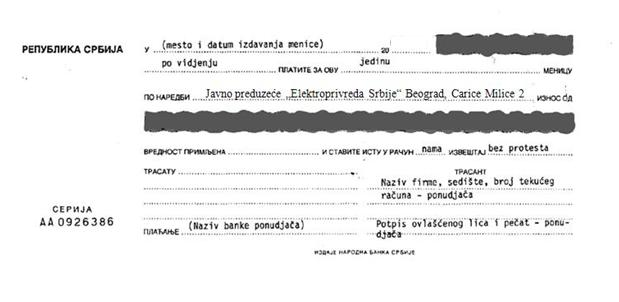 РЕПУБЛИКА СРБИЈА
У (mesto i datum izdavanja menice) 20
po vidjenju ПЛАТИТЕ ЗА ОВУ jedinu МЕНИЦУ
ПО НАРЕДБИ Javno preduzeće „Elektroprivreda Srbije“ Beograd, Carice Milice 2 ИЗНОС ОД
ВРЕДНОСТ ПРИМЉЕНА И СТАВИТЕ ИСТУ У РАЧУН nama ИЗВЕШТАЈ bez protesta
ТРАСАТУ ТРАСАНТ
Naziv firme, sedište, broj tekućeg
računa - ponudjača
СЕРИЈА
АА 0926386
ПЛАЋАЊЕ (Naziv banke ponudjača) Potpis ovlašćenog lica i pečat - ponu-
djača
ИЗДАЈЕ НАРОДНА БАНКА СРБИЈЕ